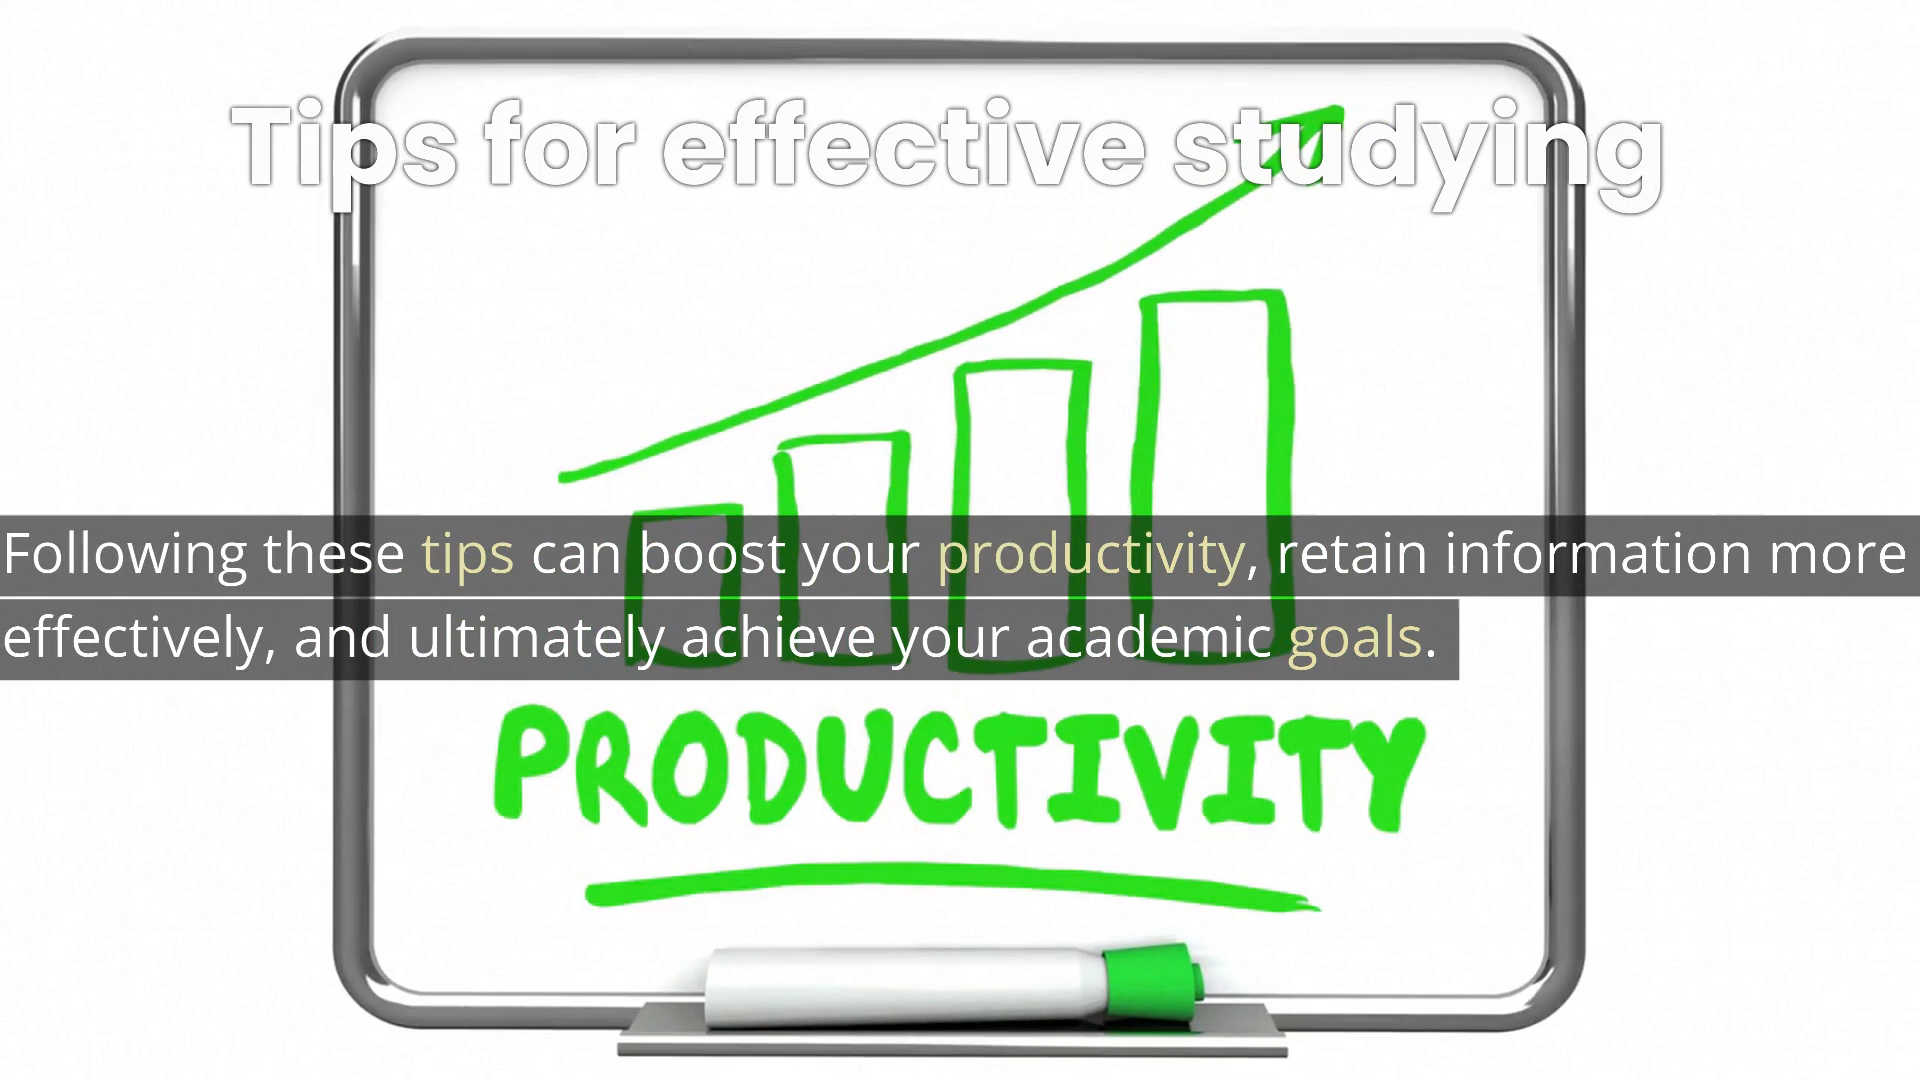 Tips for effective studying
Following these tips can boost your productivity, retain information more
effectively, and ultimately achieve your academic goals.
PRODUCTIVITY